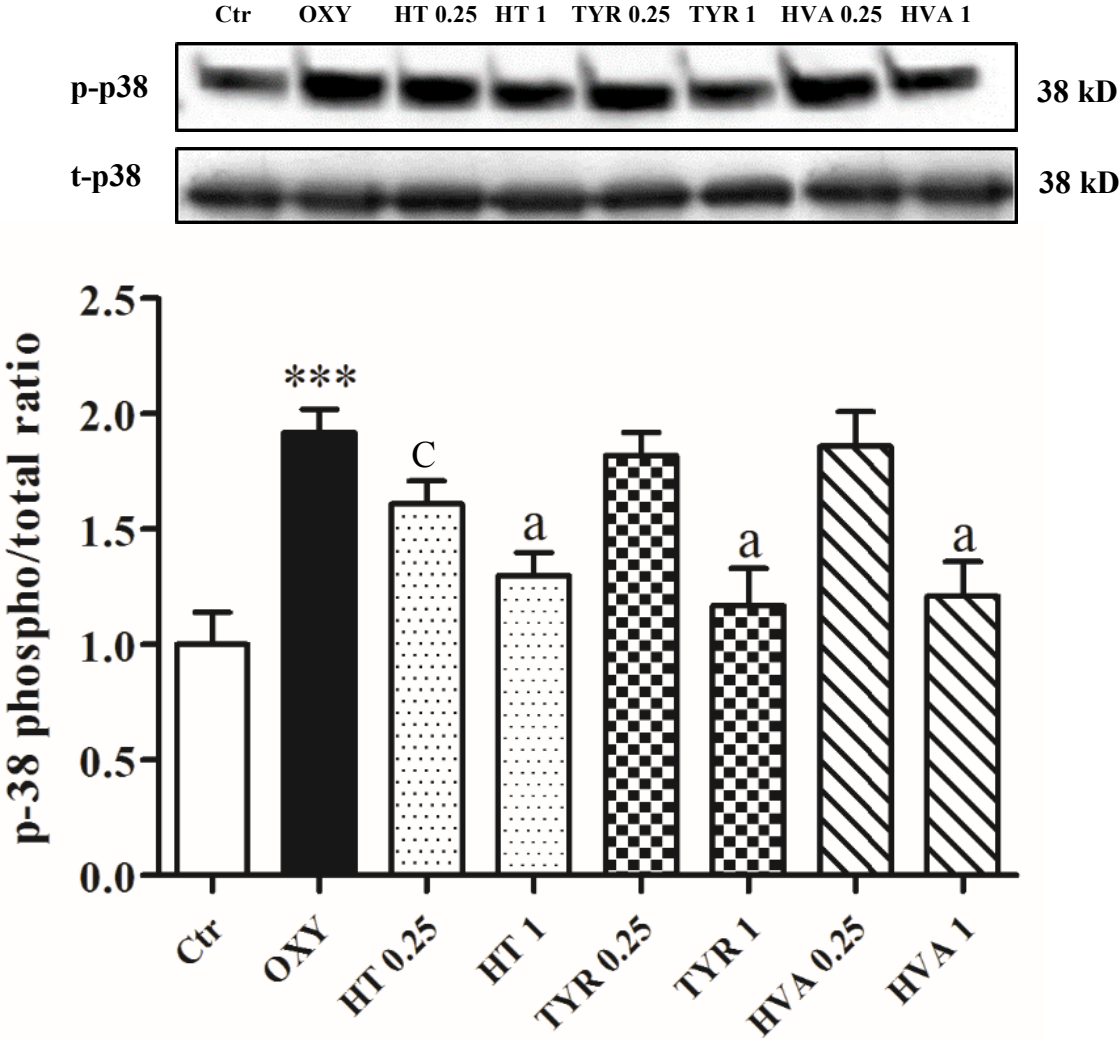 Ctr OXY HT 0.25 HT 1 TYR 0.25 TYR 1 HVA 0.25 HVA 1
p-p38 38 kD
t-p38 38 kD
p-38 phospho/total ratio
2.5
2.0
1.5
1.0
0.5
0.0
***
C
a
a
a
Ctr OXY HT 0.25 HT 1 TYR 0.25 TYR 1 HVA 0.25 HVA 1